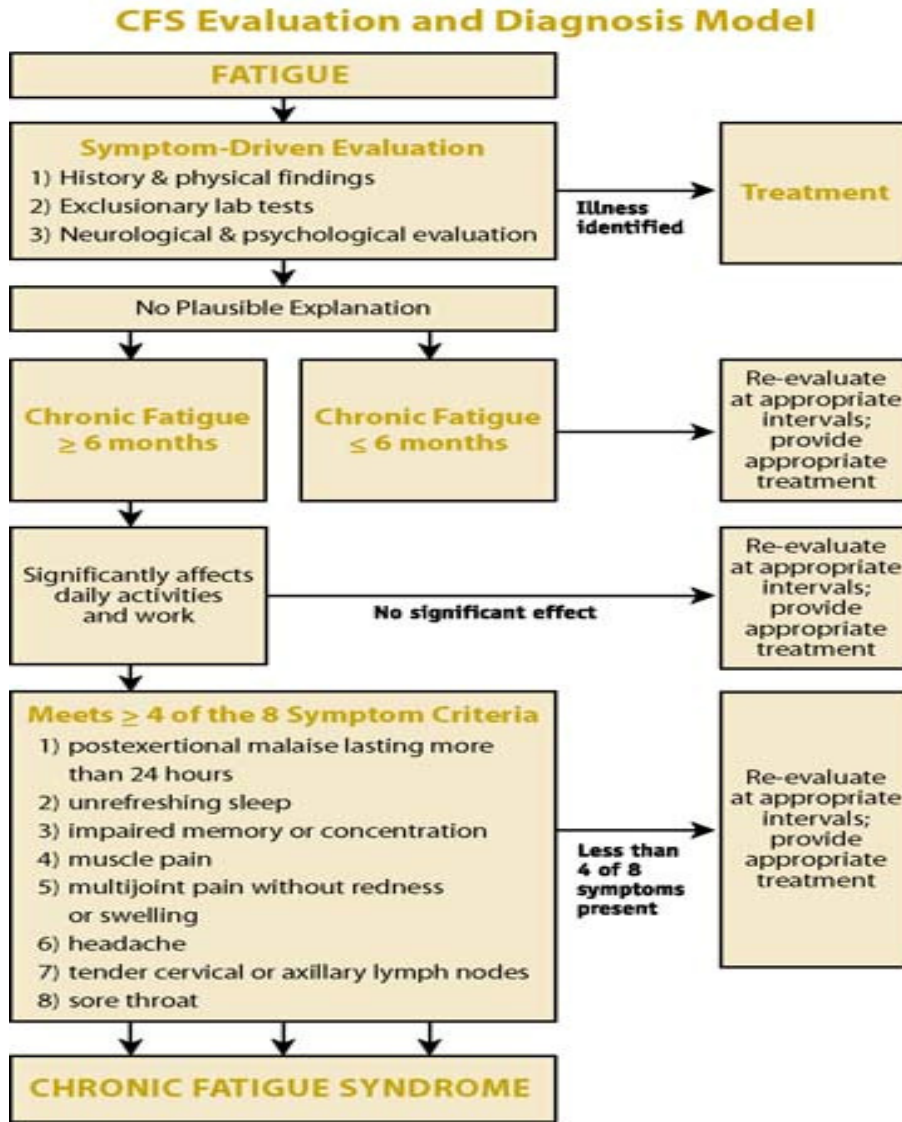 CFS Evaluation and Diagnosis Model
FATIGUE
Symptom-Driven Evaluation
1) History & physical findings
2) Exclusionary lab tests
3) Neurological & psychological evaluation
Illness
identified
Treatment
No Plausible Explanation
Chronic Fatigue
≥ 6 months
Chronic Fatigue
≤ 6 months
Re-evaluate
at appropriate
intervals;
provide
appropriate
treatment
Significantly affects
daily activities
and work
No significant effect
Re-evaluate
at appropriate
intervals;
provide
appropriate
treatment
Meets ≥ 4 of the 8 Symptom Criteria
1) postexertional malaise lasting more
than 24 hours
2) unrefreshing sleep
3) impaired memory or concentration
4) muscle pain
5) multijoint pain without redness
or swelling
6) headache
7) tender cervical or axillary lymph nodes
8) sore throat
Less than
4 of 8
symptoms
present
Re-evaluate
at appropriate
intervals;
provide
appropriate
treatment
CHRONIC FATIGUE SYNDROME